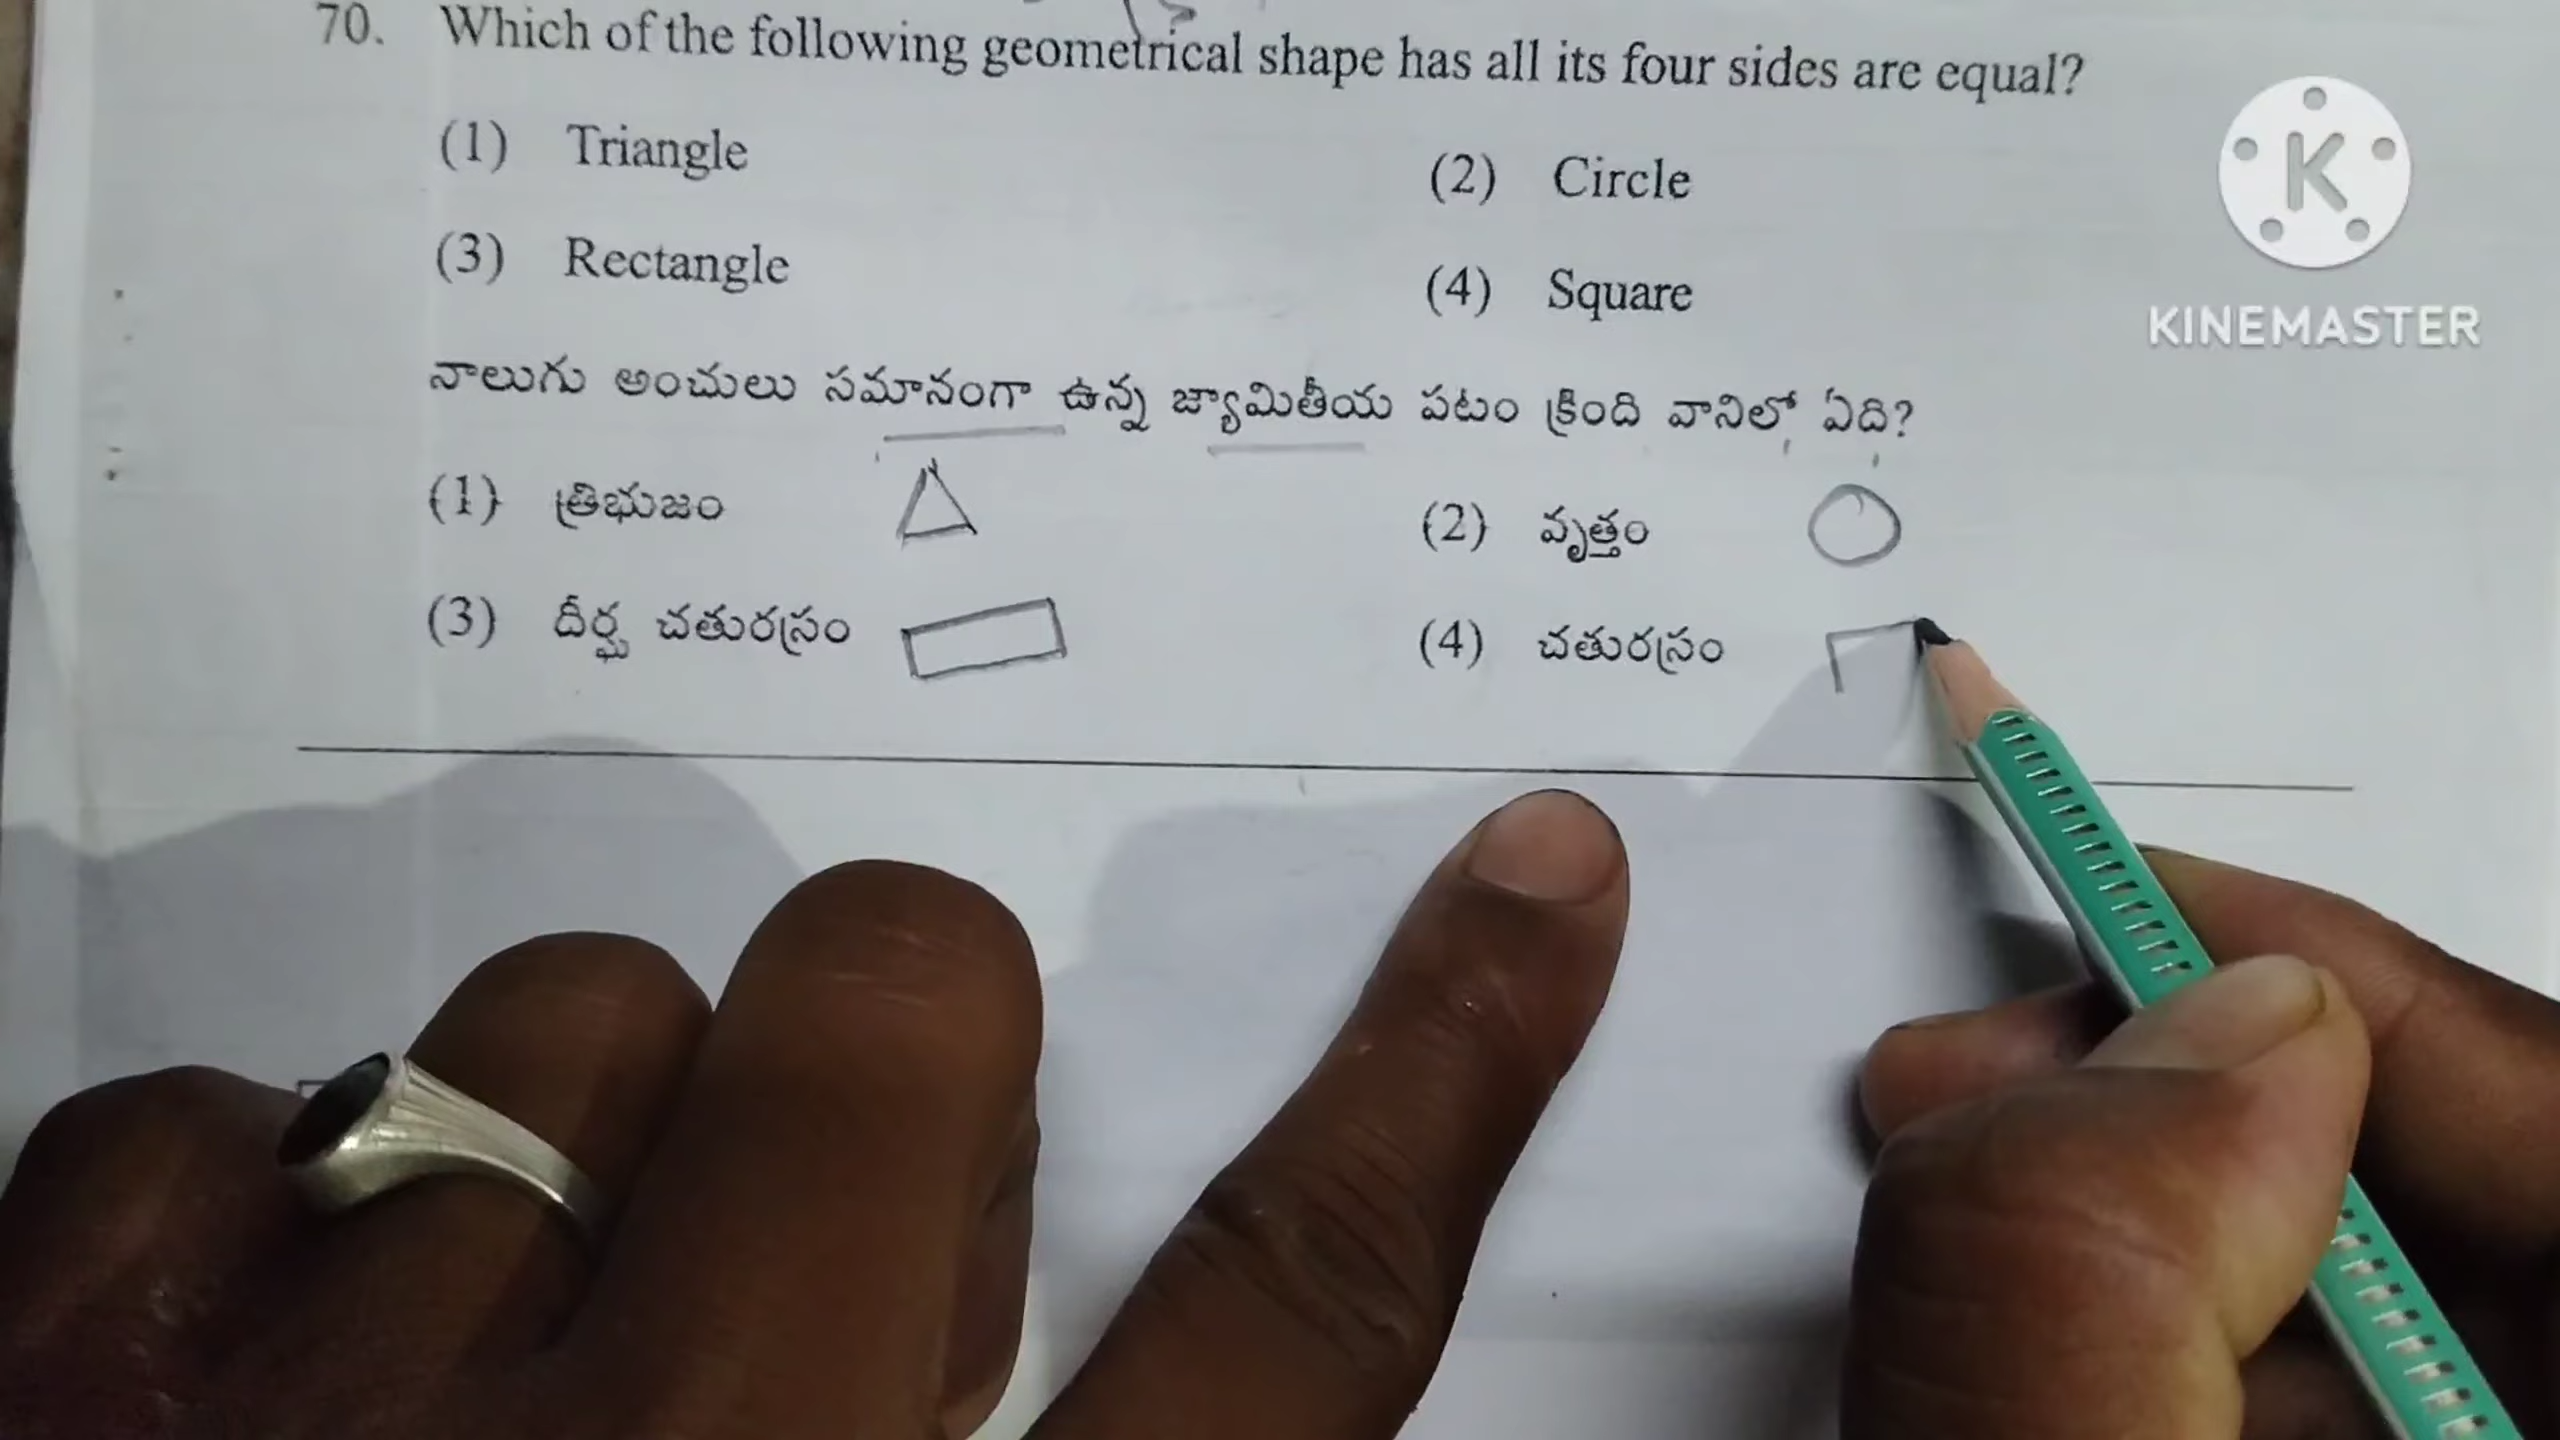 70. Which of the following geometrical shape has all its four sides are equal?
(1) Triangle (2) Circle
(3) Rectangle (4) Square
నాలుగు అంచులు సమానంగా ఉన్న జ్యామితీయ పటం క్రింది వానిలో ఏది?
(1) త్రిభుజం (2) వృత్తం
(3) దీర్ఘ చతురస్రం (4) చతురస్రం
K
KINEMASTER